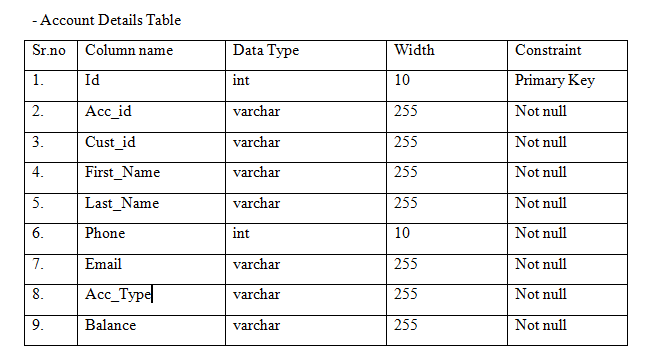 - Account Details Table
Sr.no Column name Data Type Width Constraint
1. Id int 10 Primary Key
2. Acc_id varchar 255 Not null
3. Cust_id varchar 255 Not null
4. First_Name varchar 255 Not null
5. Last_Name varchar 255 Not null
6. Phone int 10 Not null
7. Email varchar 255 Not null
8. Acc_Type varchar 255 Not null
9. Balance varchar 255 Not null